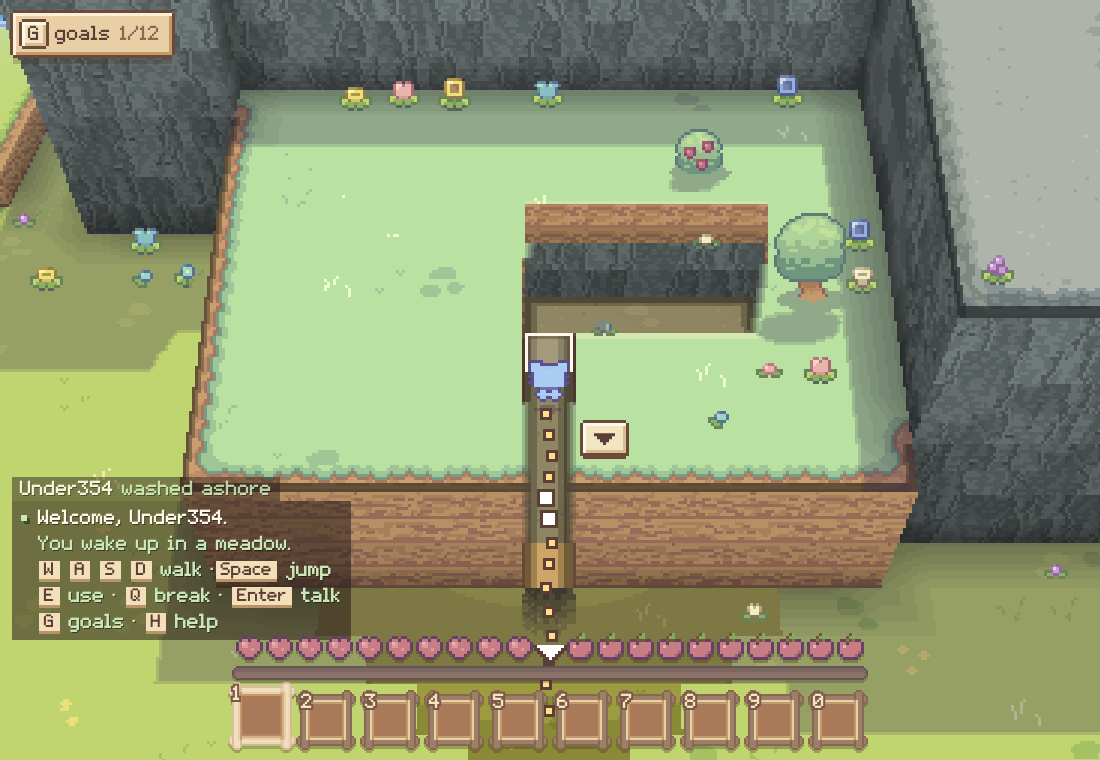 G goals 1/12
Under354 washed ashore
Welcome, Under354.
You wake up in a meadow.
W A S D walk · Space jump
E use · Q break · Enter talk
G goals · H help
1 2 3 4 5 6 7 8 9 0